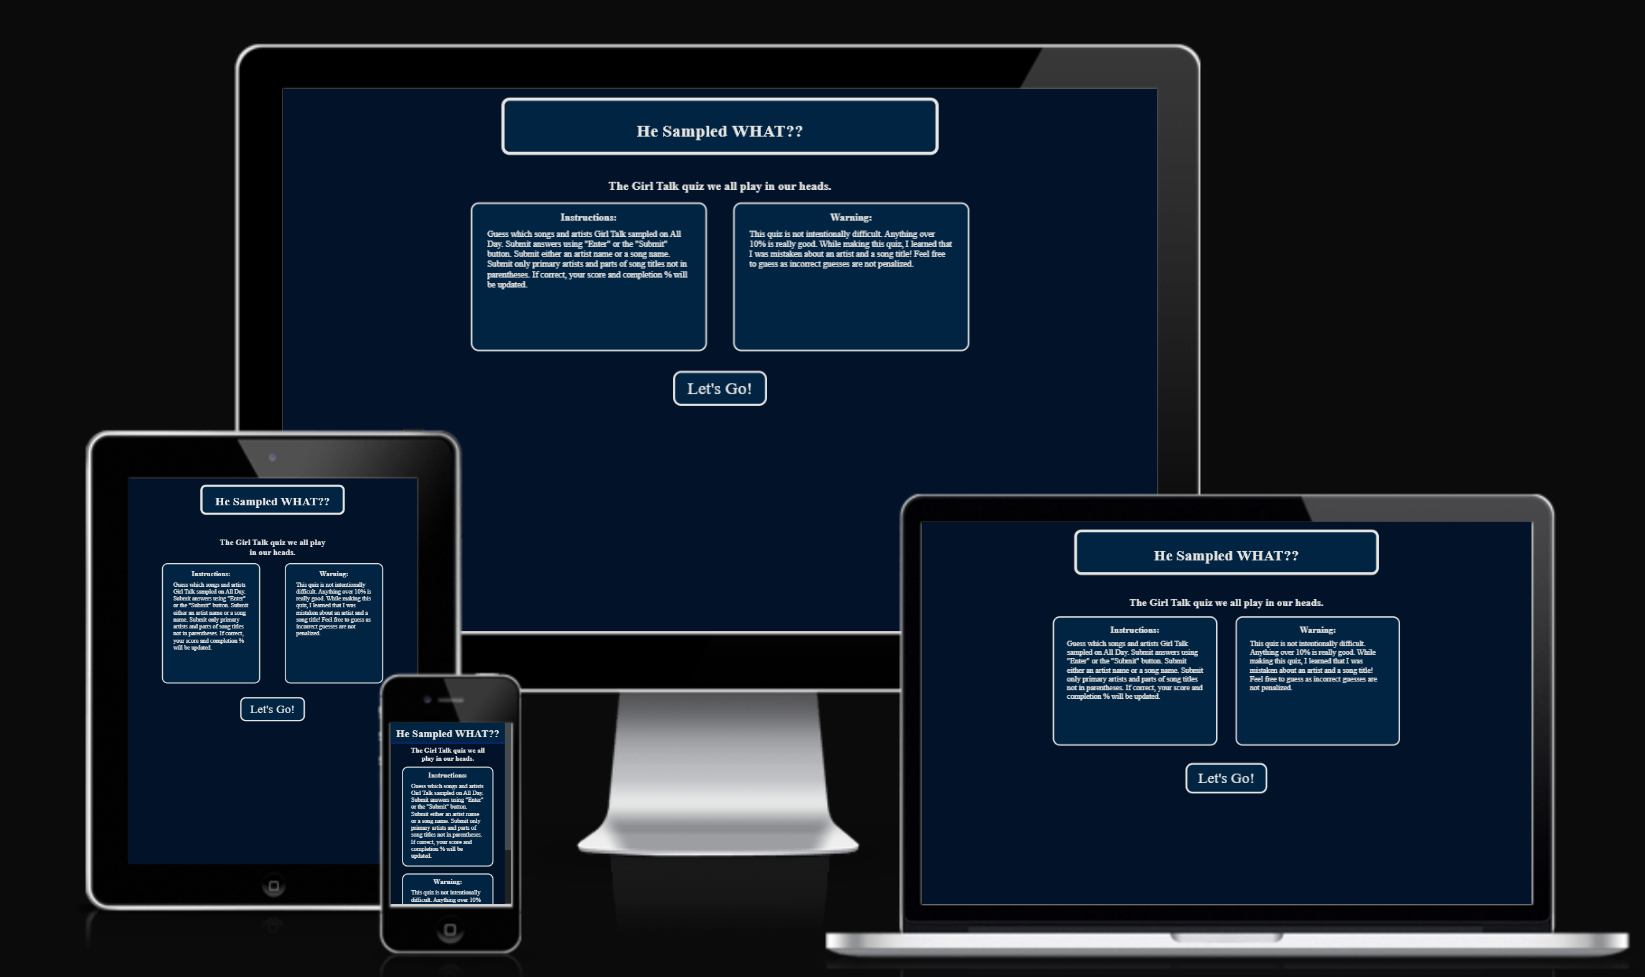 He Sampled WHAT??
The Girl Talk quiz we all play in our heads.
Instructions:
Guess which songs and artists Girl Talk sampled on All
Day. Submit answers using "Enter" or the "Submit"
button. Submit either an artist name or a song name.
Submit only primary artists and parts of song titles not in
parentheses. If correct, your score and completion % will
be updated.
Warning:
This quiz is not intentionally difficult. Anything over
10% is really good. While making this quiz, I learned that
I was mistaken about an artist and a song title! Feel free
to guess as incorrect guesses are not penalized.
Let's Go!
He Sampled WHAT??
The Girl Talk quiz we all play
in our heads.
Instructions:
Guess which songs and artists
Girl Talk sampled on All Day.
Submit answers using "Enter"
or the "Submit" button. Submit
either an artist name or a song
name. Submit only primary
artists and parts of song titles
not in parentheses. If correct,
your score and completion %
will be updated.
Warning:
This quiz is not intentionally
difficult. Anything over 10% is
really good. While making this
quiz, I learned that I was
mistaken about an artist and a
song title! Feel free to guess as
incorrect guesses are not
penalized.
Let's Go!
He Sampled WHAT??
The Girl Talk quiz we all
play in our heads.
Instructions:
Guess which songs and artists
Girl Talk sampled on All Day.
Submit answers using "Enter"
or the "Submit" button.
Submit either an artist name
or a song name. Submit only
primary artists and parts of
song titles not in parentheses.
If correct, your score and
completion % will be
updated.
Warning:
This quiz is not intentionally
difficult. Anything over 10%
He Sampled WHAT??
The Girl Talk quiz we all play in our heads.
Instructions:
Guess which songs and artists Girl Talk
sampled on All Day. Submit answers using
"Enter" or the "Submit" button. Submit
either an artist name or a song name. Submit
only primary artists and parts of song titles
not in parentheses. If correct, your score and
completion % will be updated.
Warning:
This quiz is not intentionally difficult.
Anything over 10% is really good. While
making this quiz, I learned that I was
mistaken about an artist and a song title!
Feel free to guess as incorrect guesses are
not penalized.
Let's Go!